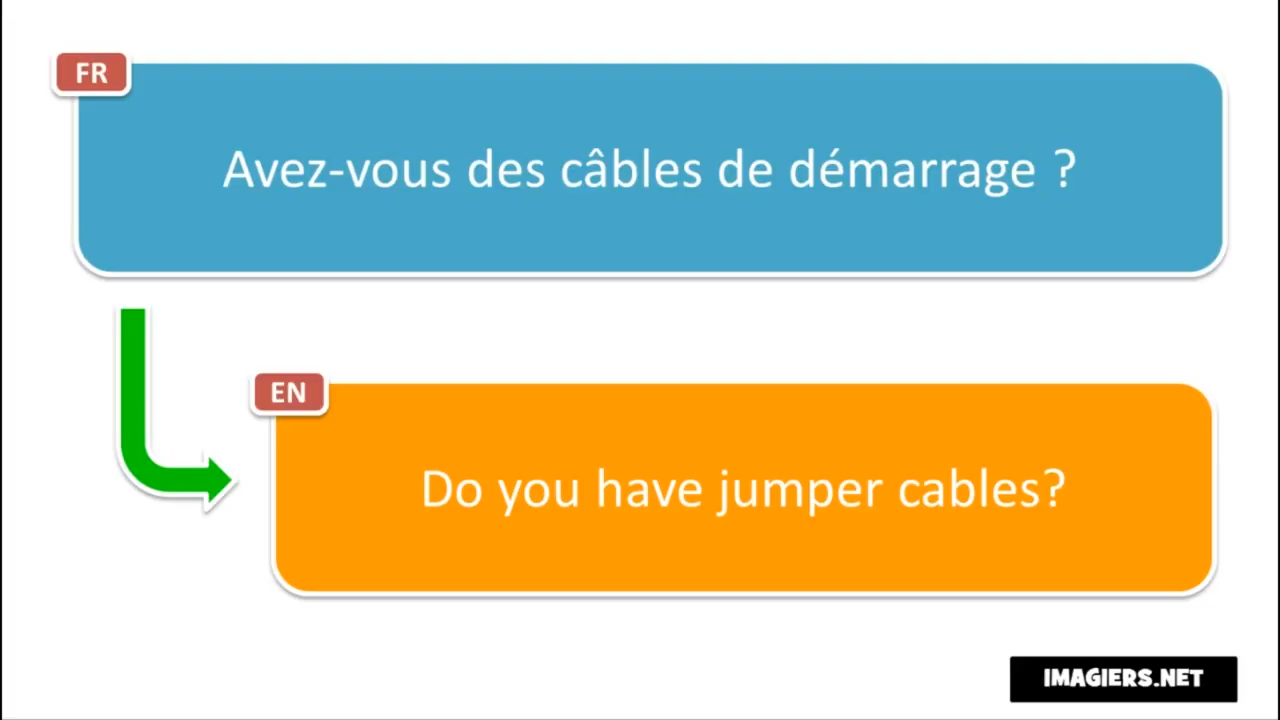 FR
Avez-vous des câbles de démarrage ?
EN
Do you have jumper cables?
IMAGIERS.NET